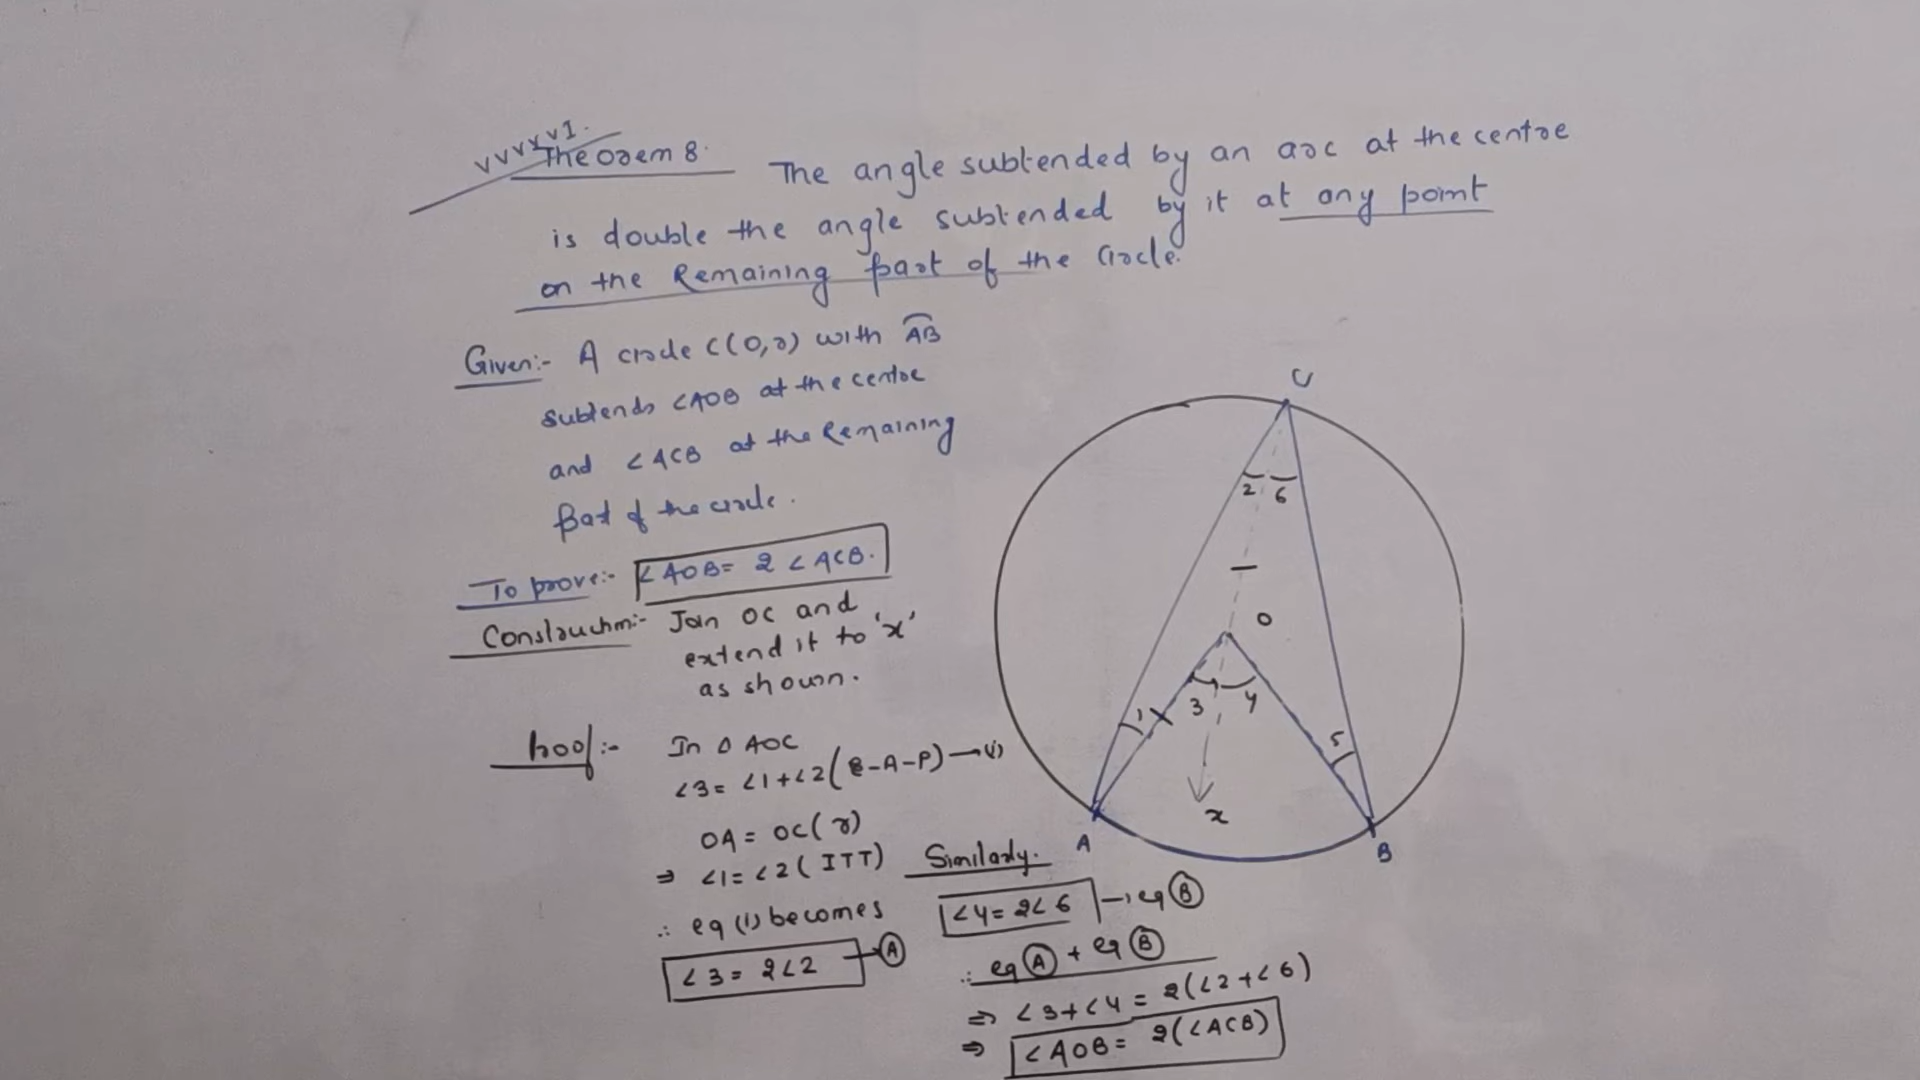 vvvvv1.
Theorem 8. The angle subtended by an arc at the centre
is double the angle subtended by it at any point
on the Remaining part of the Circle.
Given:- A circle C(O,r) with AB
Subtends ∠AOB at the centre
and ∠ACB at the Remaining
Part of the circle.
To prove:- ∠AOB = 2 ∠ACB.
Construction:- Join OC and
extend it to 'x'
as shown.
Proof:- In Δ AOC
∠3 = ∠1+∠2 (E-A-P) → (i)
OA = OC (r)
⇒ ∠1 = ∠2 (ITT)
∴ eq (1) becomes
∠3 = 2∠2 → A
Similarly.
∠4 = 2∠6 → eq B
∴ eq A + eq B
⇒ ∠3+∠4 = 2(∠2+∠6)
⇒ ∠AOB = 2(∠ACB)
C
2 6
O
3 4
1
5
x
A
B